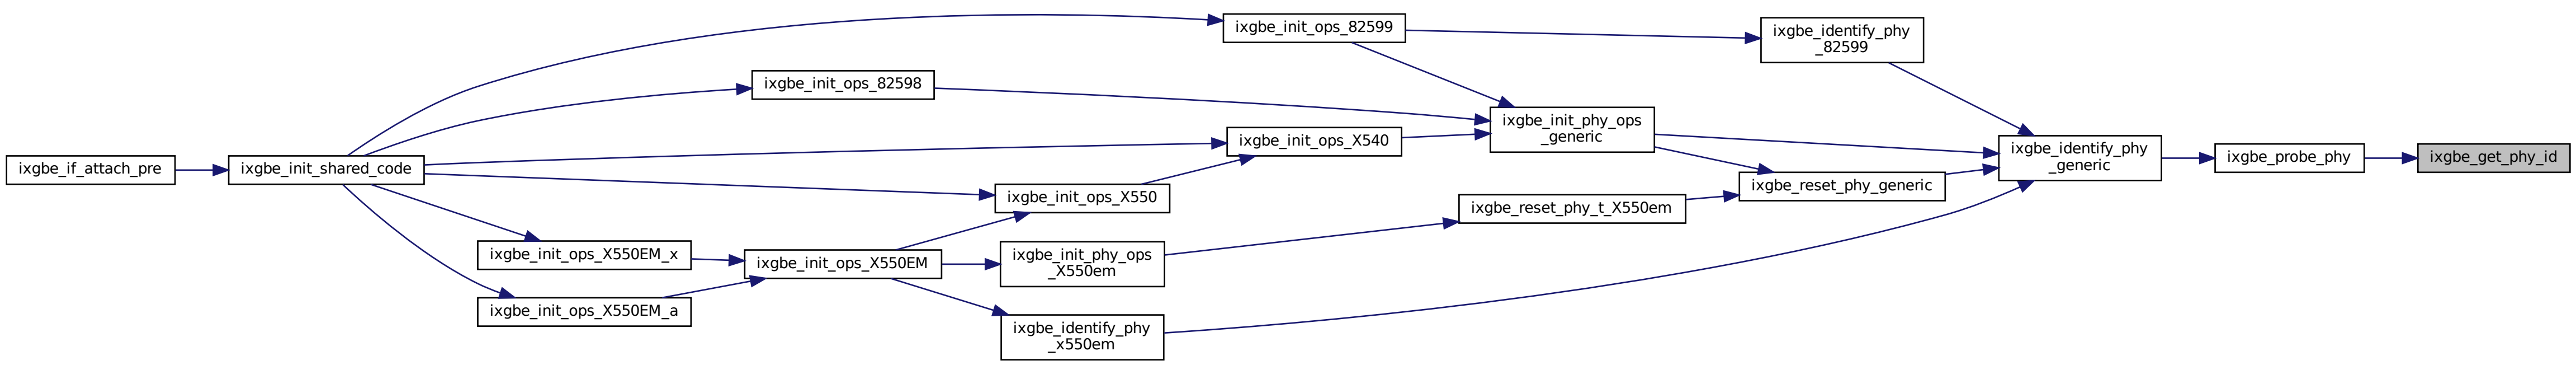 ixgbe_init_ops_82599
ixgbe_identify_phy
_82599
ixgbe_init_ops_82598
ixgbe_init_phy_ops
_generic
ixgbe_init_ops_X540
ixgbe_identify_phy
_generic
ixgbe_probe_phy
ixgbe_get_phy_id
ixgbe_if_attach_pre
ixgbe_init_shared_code
ixgbe_reset_phy_generic
ixgbe_init_ops_X550
ixgbe_reset_phy_t_X550em
ixgbe_init_ops_X550EM_x
ixgbe_init_ops_X550EM
ixgbe_init_phy_ops
_X550em
ixgbe_init_ops_X550EM_a
ixgbe_identify_phy
_x550em